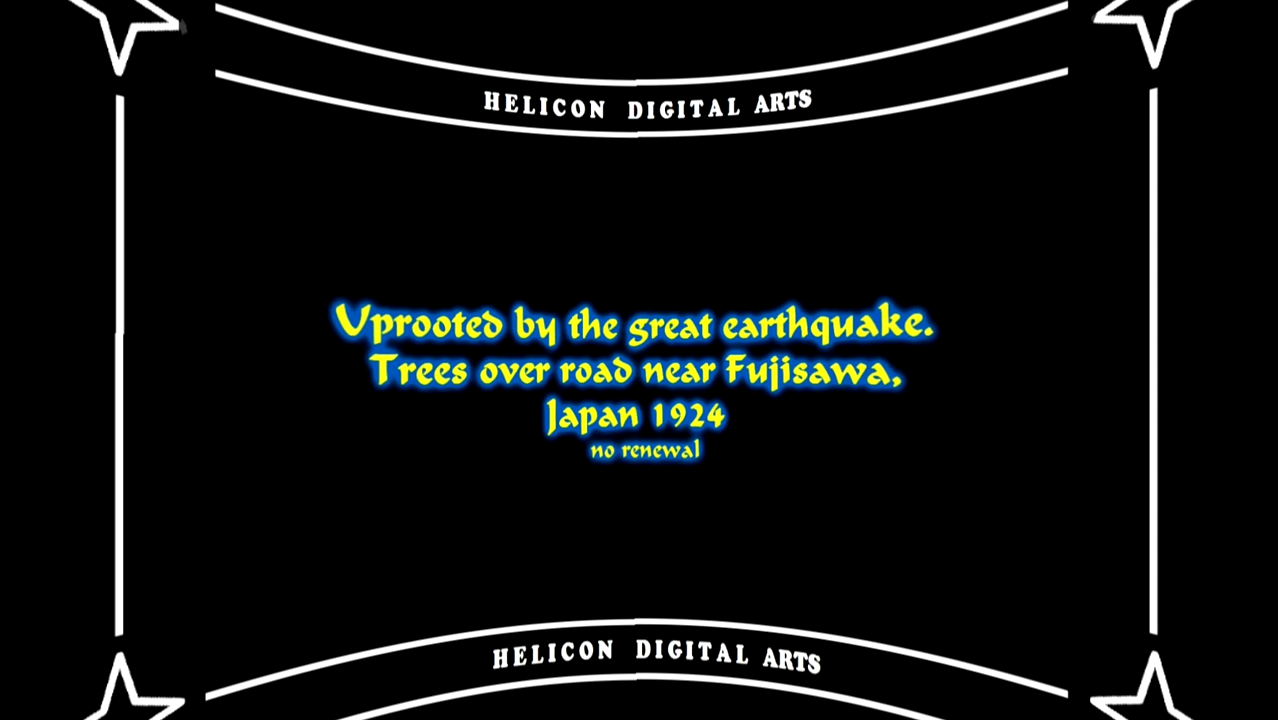 HELICON DIGITAL ARTS
Uprooted by the great earthquake.
Trees over road near Fujisawa,
Japan 1924
no renewal
HELICON DIGITAL ARTS